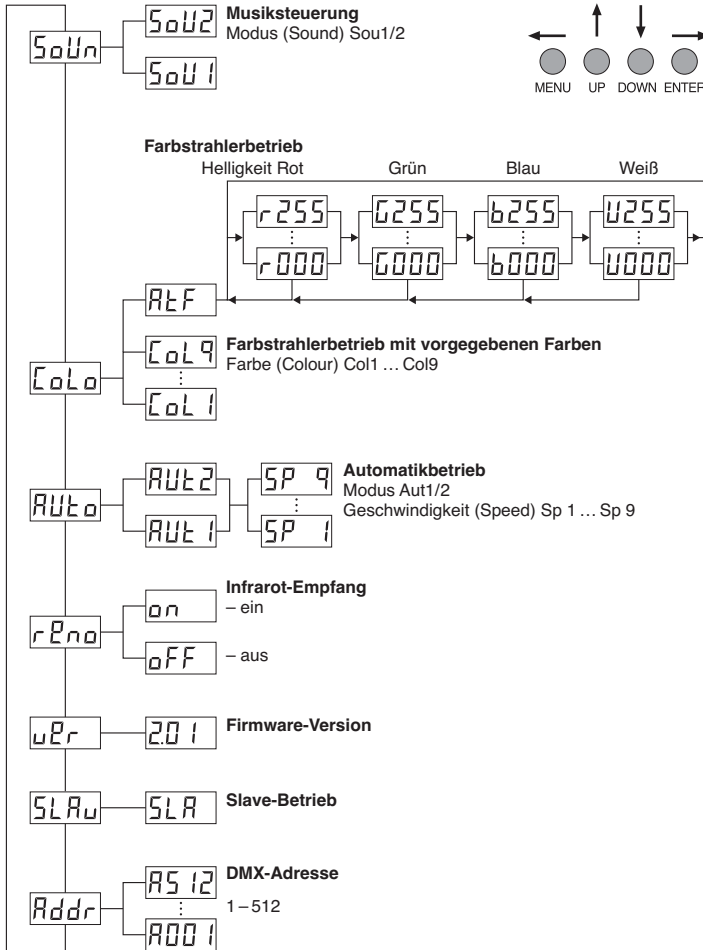 SoUn
SoU2
Musiksteuerung
Modus (Sound) Sou1/2
SoU1
MENU UP DOWN ENTER
Farbstrahlerbetrieb
Helligkeit Rot Grün Blau Weiß
r255 G255 b255 U255
r000 G000 b000 U000
AtF
CoLo
CoL9
Farbstrahlerbetrieb mit vorgegebenen Farben
Farbe (Colour) Col1 … Col9
CoL1
AUto
AUt2 SP 9
Automatikbetrieb
Modus Aut1/2
Geschwindigkeit (Speed) Sp 1 … Sp 9
AUt1 SP 1
reno
Infrarot-Empfang
on – ein
oFF – aus
uer 2.01 Firmware-Version
SLAu SLA Slave-Betrieb
Addr
A512
DMX-Adresse
1 – 512
A001